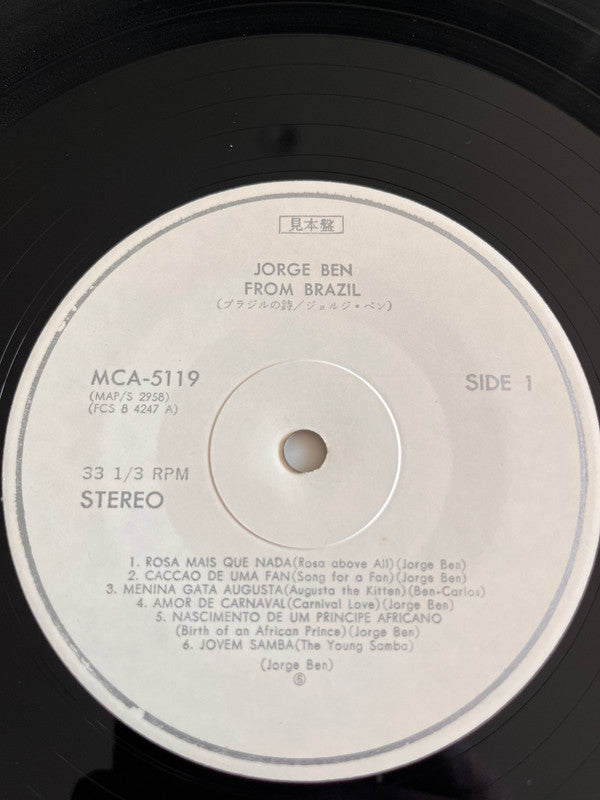 見本盤
JORGE BEN
FROM BRAZIL
(ブラジルの詩/ジョルジ・ベン)
MCA-5119
(MAP/S 2958)
(FCS B 4247 A)
SIDE 1
33 1/3 RPM
STEREO
1. ROSA MAIS QUE NADA(Rosa above All)(Jorge Ben)
2. CACCAO DE UMA FAN(Song for a Fan)(Jorge Ben)
3. MENINA GATA AUGUSTA(Augusta the Kitten)(Ben-Carlos)
4. AMOR DE CARNAVAL(Carnival Love)(Jorge Ben)
5. NASCIMENTO DE UM PRINCIPE AFRICANO
(Birth of an African Prince)(Jorge Ben)
6. JOVEM SAMBA(The Young Samba)
(Jorge Ben)
⑥